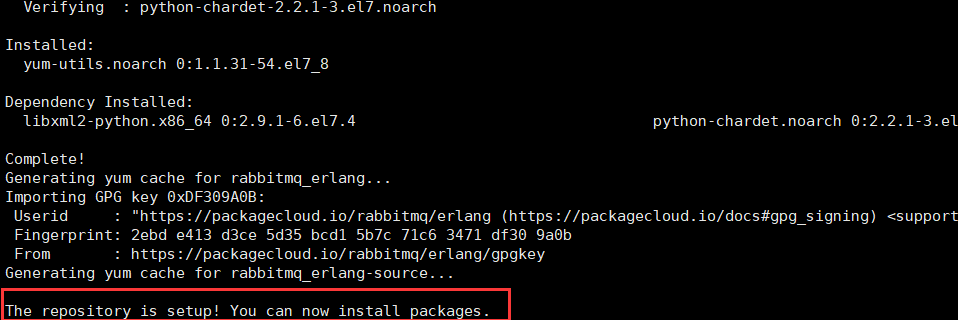 Verifying  : python-chardet-2.2.1-3.el7.noarch
Installed:
yum-utils.noarch 0:1.1.31-54.el7_8
Dependency Installed:
libxml2-python.x86_64 0:2.9.1-6.el7.4 python-chardet.noarch 0:2.2.1-3.el
Complete!
Generating yum cache for rabbitmq_erlang...
Importing GPG key 0xDF309A0B:
Userid     : "https://packagecloud.io/rabbitmq/erlang (https://packagecloud.io/docs#gpg_signing) <support
Fingerprint: 2ebd e413 d3ce 5d35 bcd1 5b7c 71c6 3471 df30 9a0b
From       : https://packagecloud.io/rabbitmq/erlang/gpgkey
Generating yum cache for rabbitmq_erlang-source...
The repository is setup! You can now install packages.